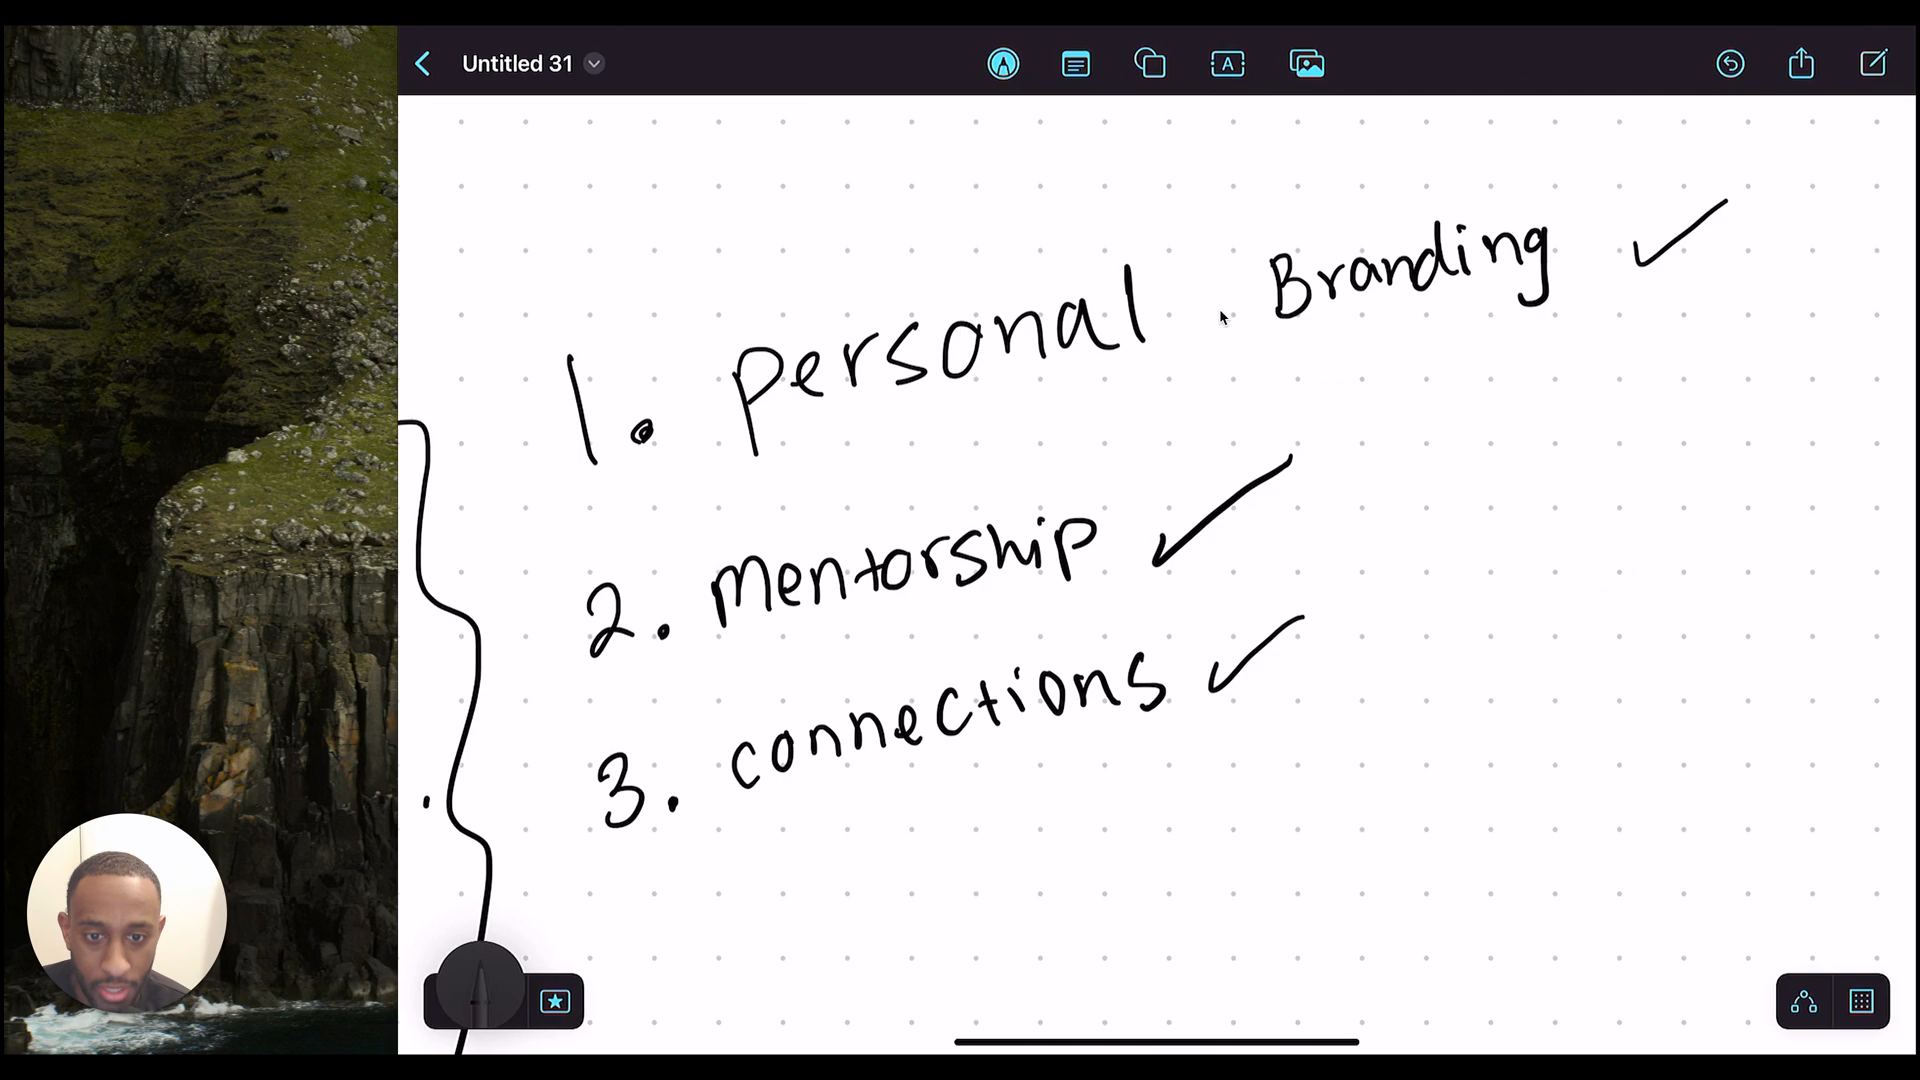 Untitled 31
1. Personal . Branding ✓
2. Mentorship ✓
3. connections ✓